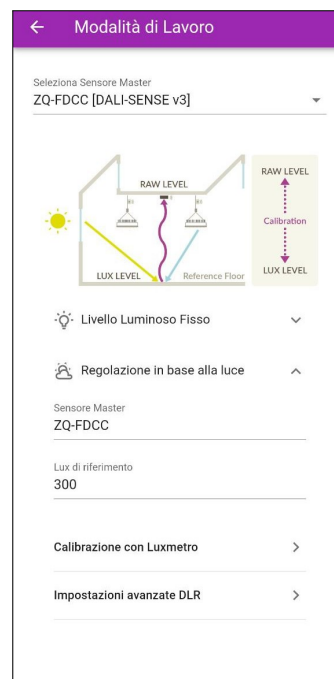 Modalità di Lavoro
Seleziona Sensore Master
ZQ-FDCC [DALI-SENSE v3]
RAW LEVEL
LUX LEVEL
Reference Floor
RAW LEVEL
Calibration
LUX LEVEL
Livello Luminoso Fisso
Regolazione in base alla luce
Sensore Master
ZQ-FDCC
Lux di riferimento
300
Calibrazione con Luxmetro
Impostazioni avanzate DLR